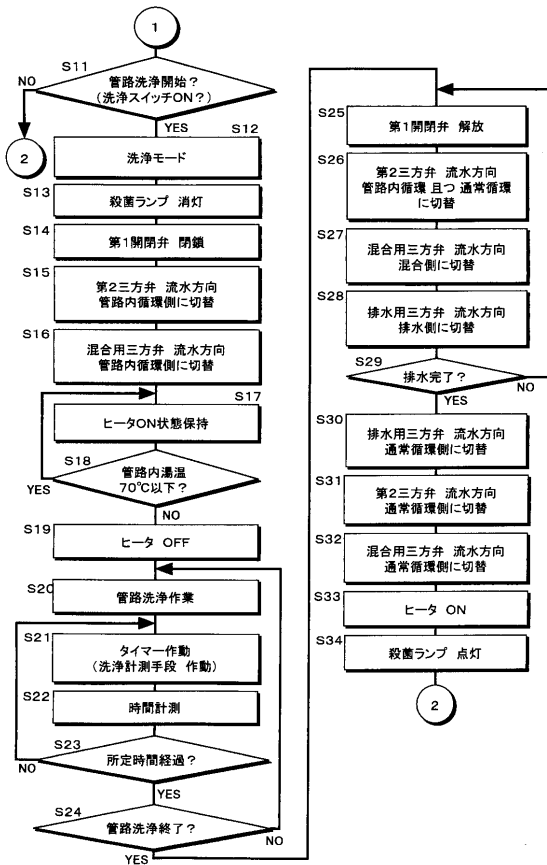 1
S11
管路洗浄開始?
(洗浄スイッチON?)
NO
YES
2
S12
洗浄モード
S13
殺菌ランプ 消灯
S14
第1開閉弁 閉鎖
S15
第2三方弁 流水方向
管路内循環側に切替
S16
混合用三方弁 流水方向
管路内循環側に切替
S17
ヒータON状態保持
S18
管路内湯温
70℃以下?
YES
NO
S19
ヒータ OFF
S20
管路洗浄作業
S21
タイマー作動
(洗浄計測手段 作動)
S22
時間計測
S23
所定時間経過?
NO
YES
S24
管路洗浄終了?
NO
YES
S25
第1開閉弁 解放
S26
第2三方弁 流水方向
管路内循環 且つ 通常循環
に切替
S27
混合用三方弁 流水方向
混合側に切替
S28
排水用三方弁 流水方向
排水側に切替
S29
排水完了?
NO
YES
S30
排水用三方弁 流水方向
通常循環側に切替
S31
第2三方弁 流水方向
通常循環側に切替
S32
混合用三方弁 流水方向
通常循環側に切替
S33
ヒータ ON
S34
殺菌ランプ 点灯
2